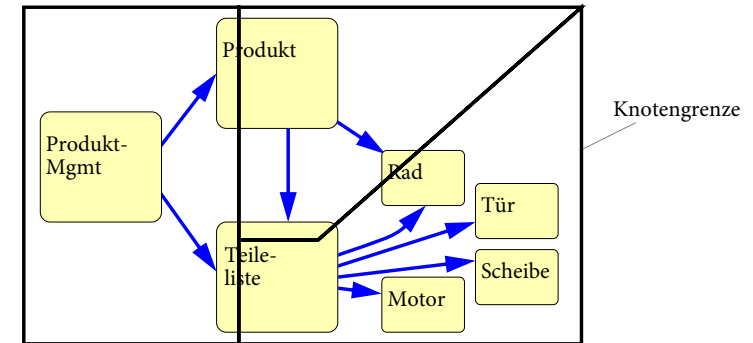 Produkt
Knotengrenze
Produkt-
Mgmt
Rad
Tür
Teile-
liste
Scheibe
Motor